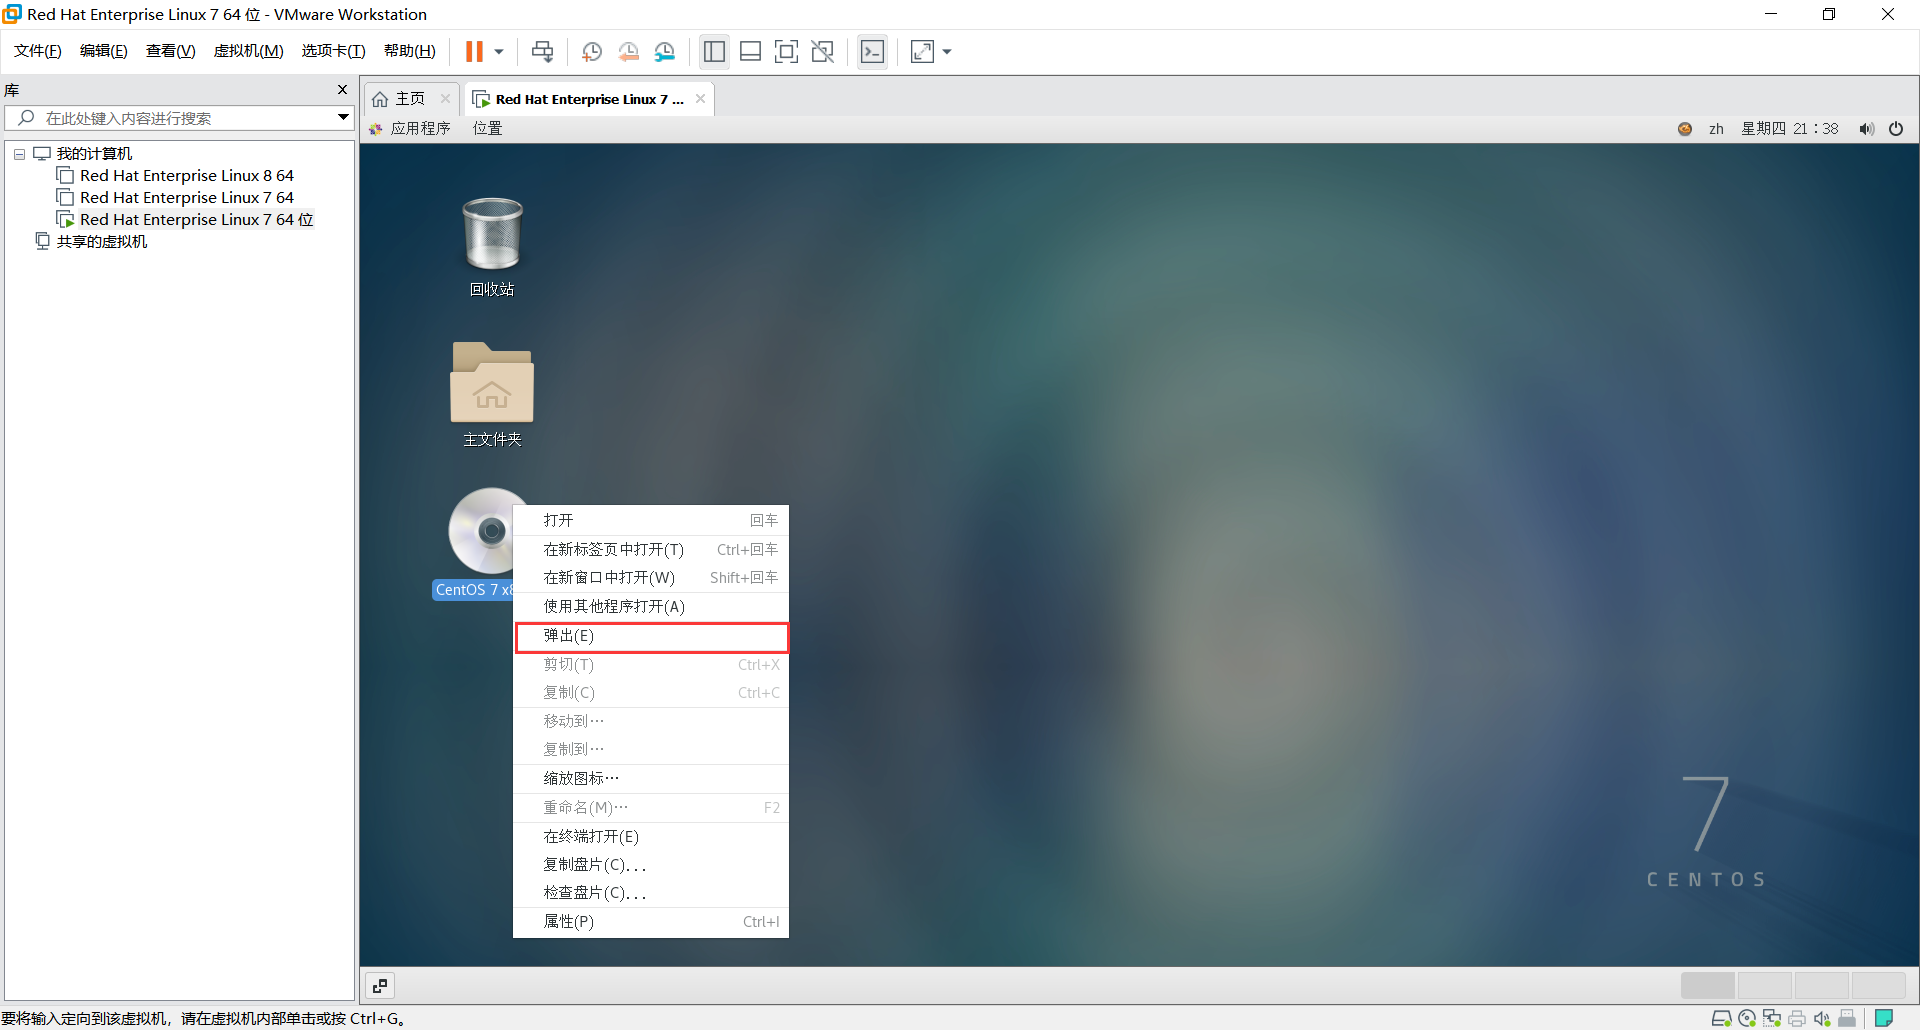 Red Hat Enterprise Linux 7 64 位 - VMware Workstation
文件(F) 编辑(E) 查看(V) 虚拟机(M) 选项卡(T) 帮助(H)
库
在此处键入内容进行搜索
我的计算机
Red Hat Enterprise Linux 8 64
Red Hat Enterprise Linux 7 64
Red Hat Enterprise Linux 7 64 位
共享的虚拟机
主页 Red Hat Enterprise Linux 7 ...
应用程序 位置 zh 星期四 21：38
回收站
主文件夹
CentOS 7 x8
打开 回车
在新标签页中打开(T) Ctrl+回车
在新窗口中打开(W) Shift+回车
使用其他程序打开(A)
弹出(E)
剪切(T) Ctrl+X
复制(C) Ctrl+C
移动到…
复制到…
缩放图标…
重命名(M)… F2
在终端打开(E)
复制盘片(C)...
检查盘片(C)...
属性(P) Ctrl+I
7
CENTOS
要将输入定向到该虚拟机，请在虚拟机内部单击或按 Ctrl+G。